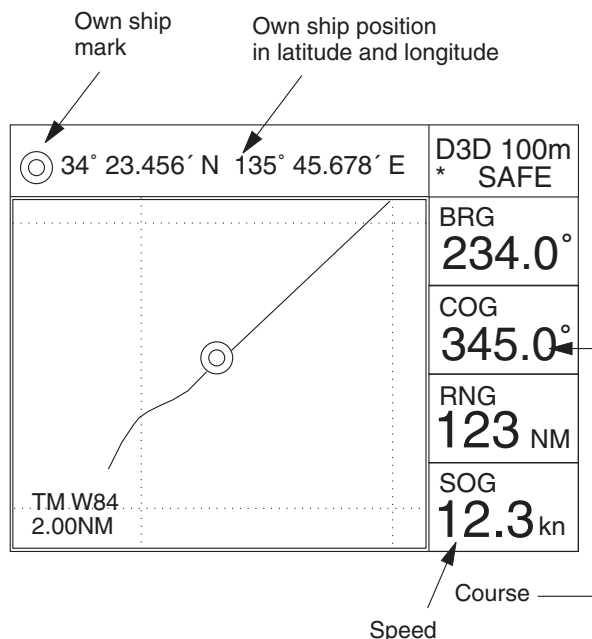 Own ship
mark
Own ship position
in latitude and longitude
34° 23.456´ N 135° 45.678´ E
D3D 100m
* SAFE
BRG
234.0°
COG
345.0°
RNG
123 NM
SOG
12.3 kn
TM W84
2.00NM
Course
Speed